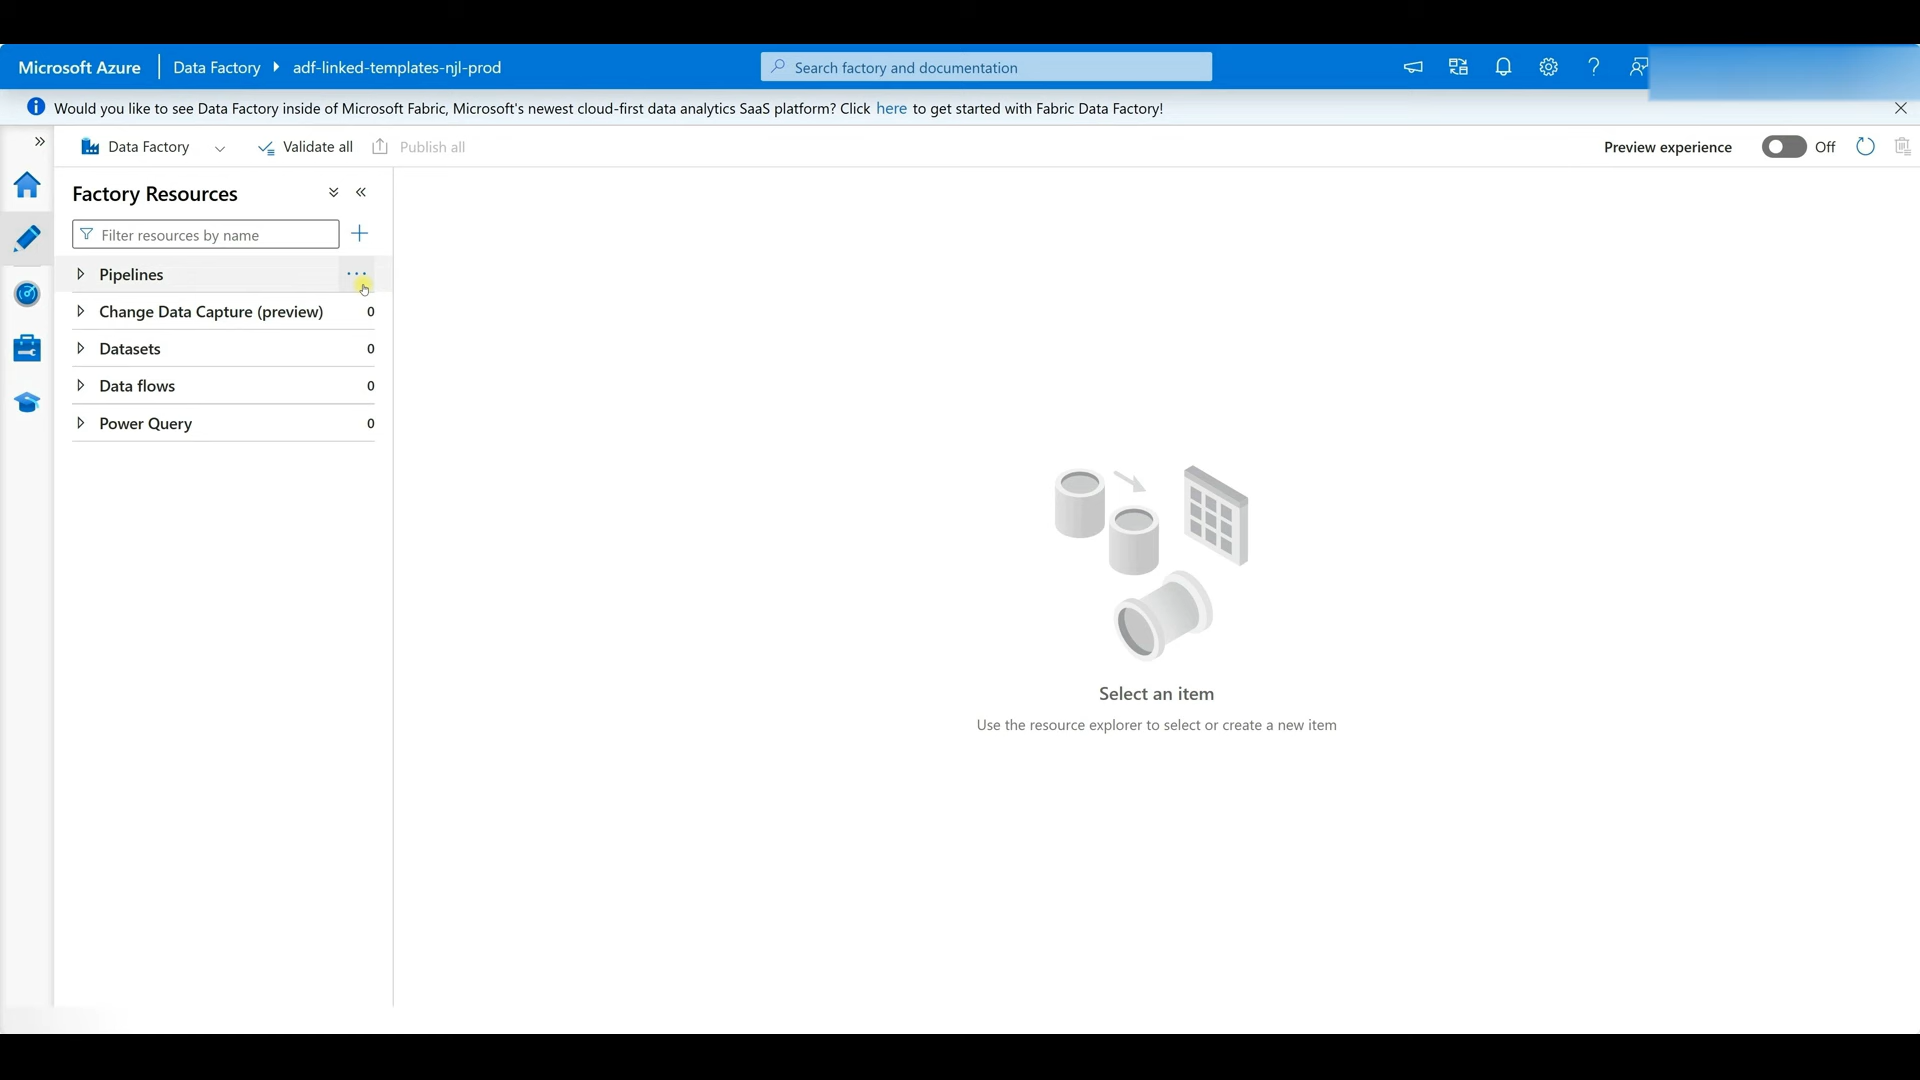 Microsoft Azure
Data Factory
adf-linked-templates-njl-prod
Search factory and documentation
Would you like to see Data Factory inside of Microsoft Fabric, Microsoft's newest cloud-first data analytics SaaS platform? Click here to get started with Fabric Data Factory!
Data Factory
Validate all
Publish all
Preview experience
Off
Factory Resources
Filter resources by name
Pipelines
Change Data Capture (preview) 0
Datasets 0
Data flows 0
Power Query 0
Select an item
Use the resource explorer to select or create a new item